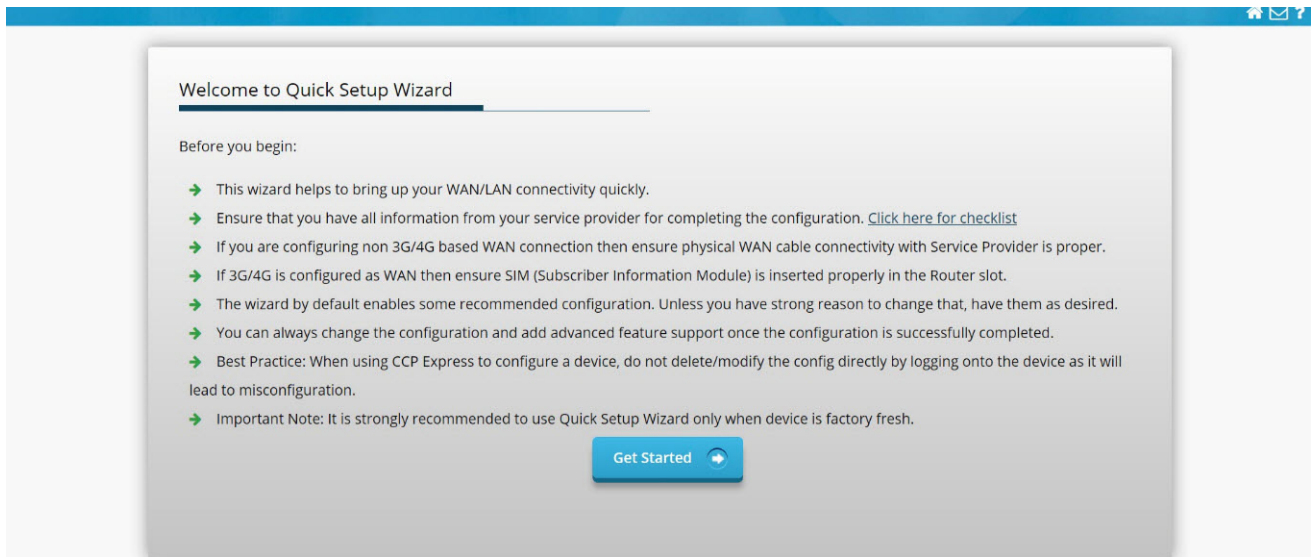 Welcome to Quick Setup Wizard
Before you begin:
This wizard helps to bring up your WAN/LAN connectivity quickly.
Ensure that you have all information from your service provider for completing the configuration. Click here for checklist
If you are configuring non 3G/4G based WAN connection then ensure physical WAN cable connectivity with Service Provider is proper.
If 3G/4G is configured as WAN then ensure SIM (Subscriber Information Module) is inserted properly in the Router slot.
The wizard by default enables some recommended configuration. Unless you have strong reason to change that, have them as desired.
You can always change the configuration and add advanced feature support once the configuration is successfully completed.
Best Practice: When using CCP Express to configure a device, do not delete/modify the config directly by logging onto the device as it will
lead to misconfiguration.
Important Note: It is strongly recommended to use Quick Setup Wizard only when device is factory fresh.
Get Started